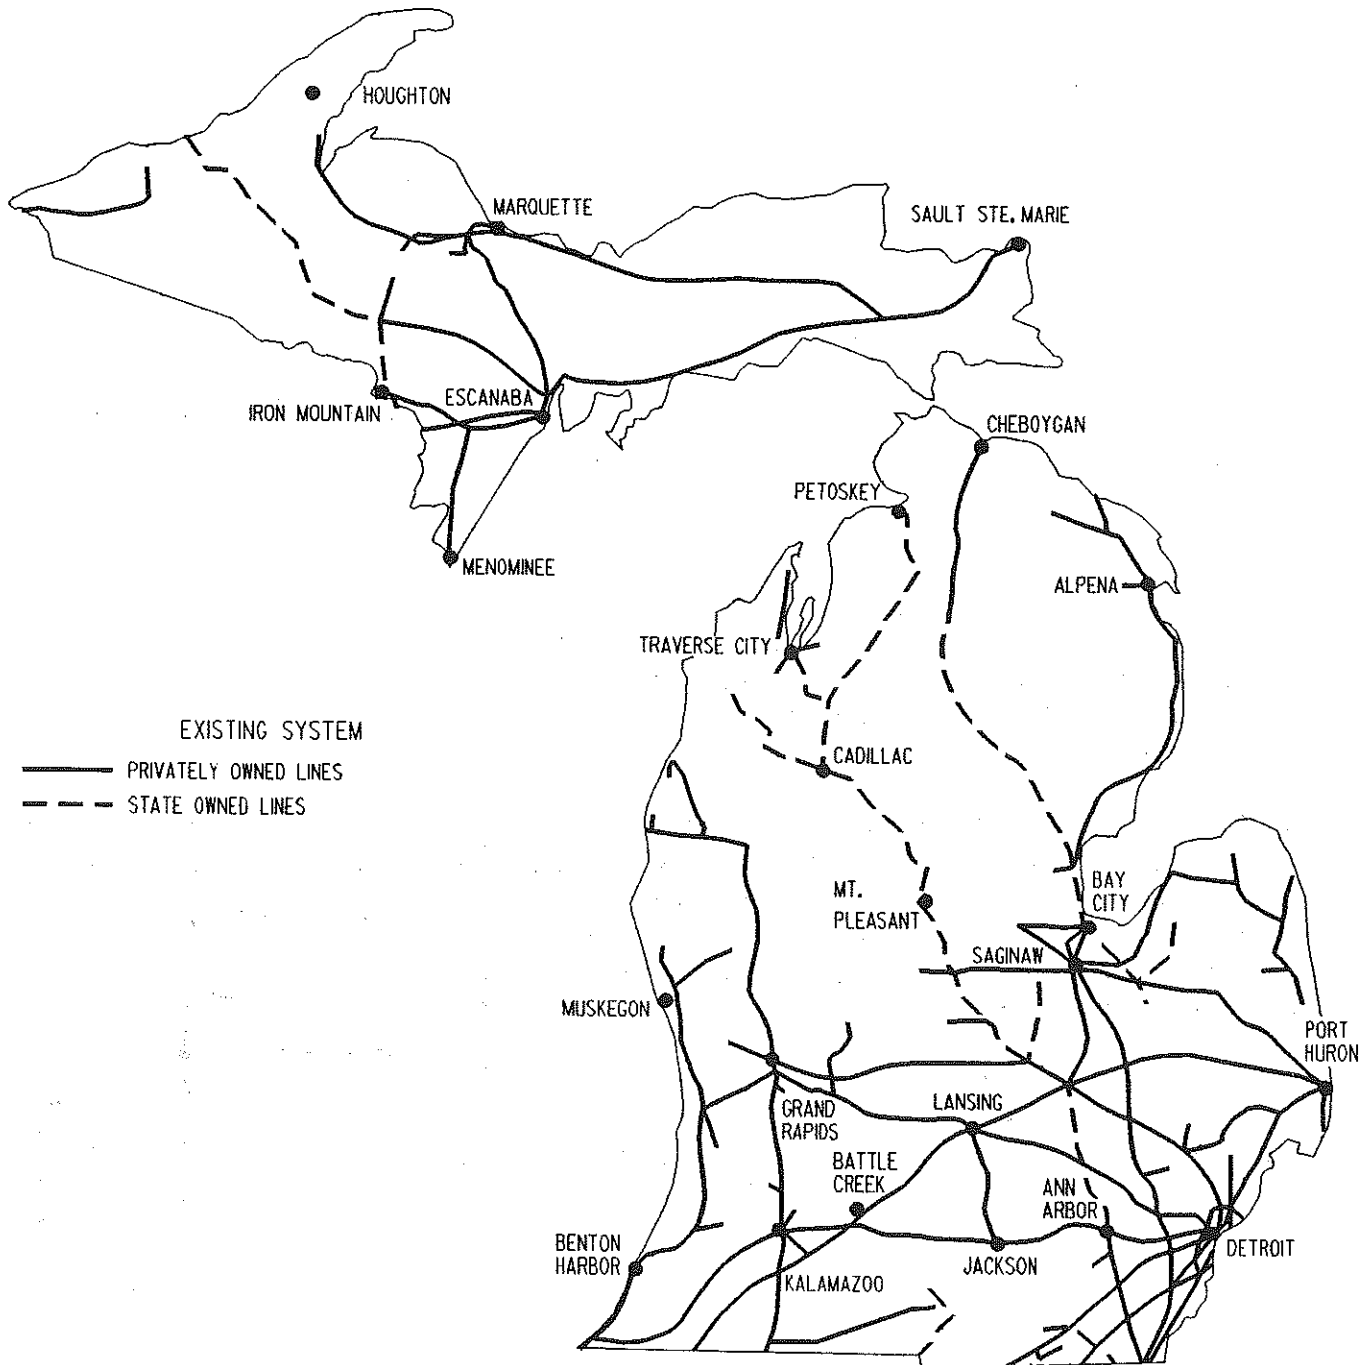 HOUGHTON
MARQUETTE
SAULT STE. MARIE
ESCANABA
IRON MOUNTAIN
CHEBOYGAN
PETOSKEY
MENOMINEE
ALPENA
TRAVERSE CITY
EXISTING SYSTEM
PRIVATELY OWNED LINES
STATE OWNED LINES
CADILLAC
MT.
PLEASANT
BAY
CITY
SAGINAW
MUSKEGON
PORT
HURON
GRAND
RAPIDS
LANSING
BATTLE
CREEK
ANN
ARBOR
BENTON
HARBOR
KALAMAZOO
JACKSON
DETROIT